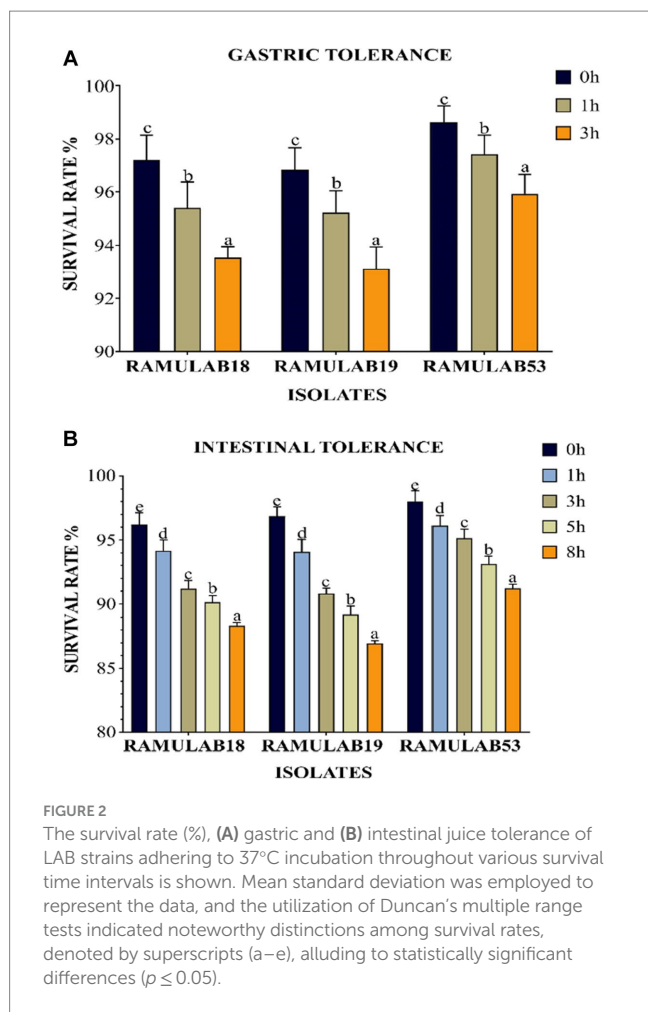 A
GASTRIC TOLERANCE
0h
1h
3h
SURVIVAL RATE %
100
98
96
94
92
90
c
b
a
c
b
a
c
b
a
RAMULAB18
RAMULAB19
RAMULAB53
ISOLATES
B
INTESTINAL TOLERANCE
0h
1h
3h
5h
8h
SURVIVAL RATE %
100
95
90
85
80
e
d
c
b
a
e
d
c
b
a
e
d
c
b
a
RAMULAB18
RAMULAB19
RAMULAB53
ISOLATES
FIGURE 2
The survival rate (%), (A) gastric and (B) intestinal juice tolerance of
LAB strains adhering to 37°C incubation throughout various survival
time intervals is shown. Mean standard deviation was employed to
represent the data, and the utilization of Duncan's multiple range
tests indicated noteworthy distinctions among survival rates,
denoted by superscripts (a–e), alluding to statistically significant
differences (p ≤ 0.05).